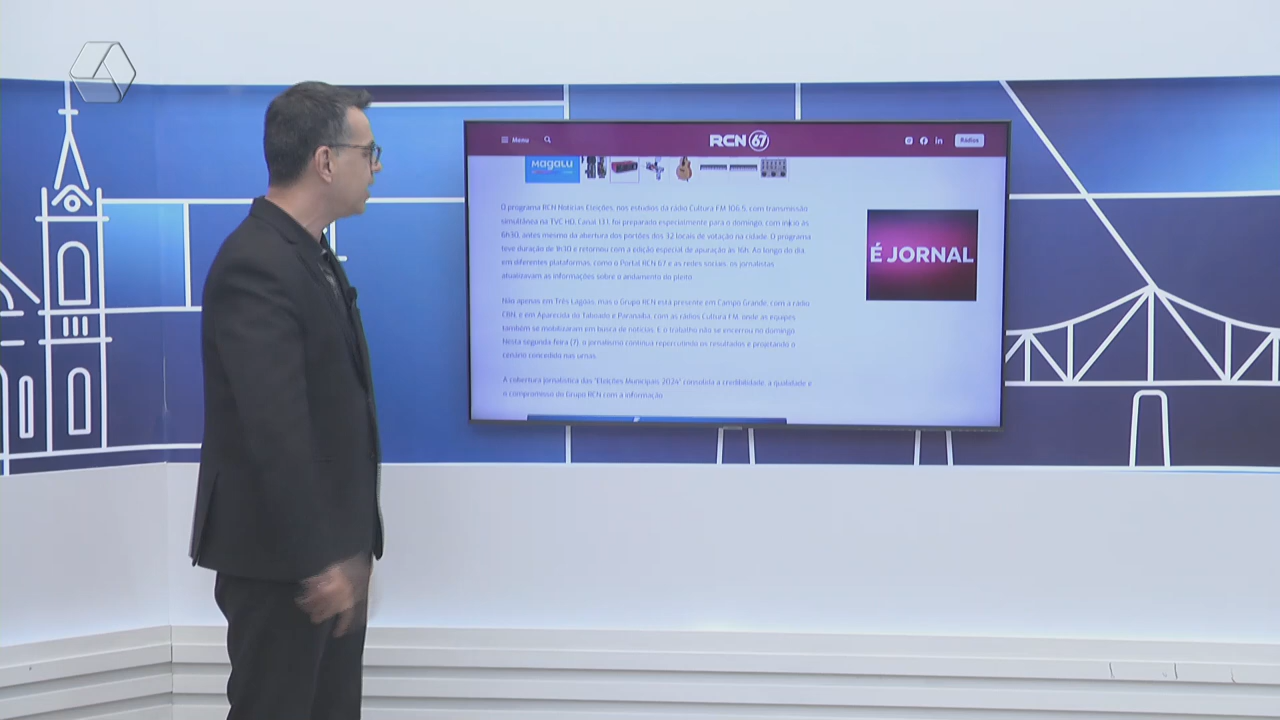 Menu
RCN 67
in
Rádios
MAGALU
O programa RCN Notícias Eleições, nos estúdios da rádio Cultura FM 106.5, com transmissão
simultânea na TVC HD, Canal 13.1, foi preparado especialmente para o domingo, com início às
6h30, antes mesmo da abertura dos portões dos 32 locais de votação na cidade. O programa
teve duração de 1h30 e retornou com a edição especial de apuração às 16h. Ao longo do dia,
em diferentes plataformas, como o Portal RCN 67 e as redes sociais, os jornalistas
atualizavam as informações sobre o andamento do pleito.
É JORNAL
Não apenas em Três Lagoas, mas o Grupo RCN está presente em Campo Grande, com a rádio
CBN, e em Aparecida do Taboado e Paranaíba, com as rádios Cultura FM, onde as equipes
também se mobilizaram em busca de notícias. E o trabalho não se encerrou no domingo.
Nesta segunda-feira (7), o jornalismo continua repercutindo os resultados e projetando o
cenário concedido nas urnas.
A cobertura jornalística das "Eleições Municipais 2024" consolida a credibilidade, a qualidade e
o compromisso do Grupo RCN com a informação.